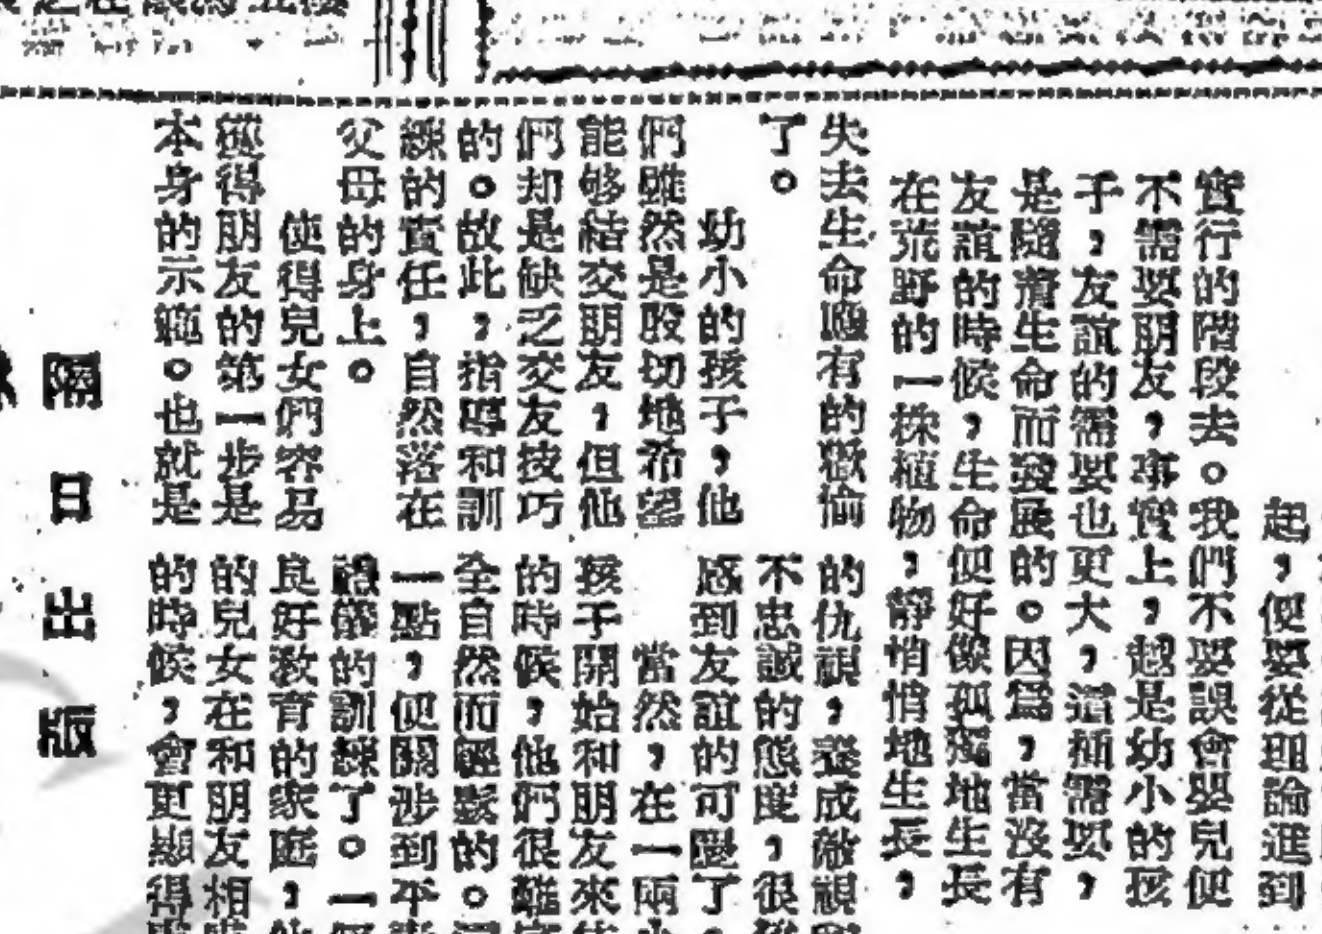 起，便要從理論進到
實行的階段去。我們不要誤會嬰兒便
不需要朋友，事實上，越是幼小的孩
子，友誼的需要也更大，這種需要，
是隨着生命而發展的。因爲，當沒有
友誼的時候，生命便好像孤獨地生長
在荒野的一株植物，靜悄悄地生長，
失去生命應有的歡愉
了。
幼小的孩子，他
們雖然是殷切地希望
能够結交朋友，但他
們却是缺乏交友技巧
的。故此，指導和訓
練的責任，自然落在
父母的身上。
使得兒女們容易
獲得朋友的第一步是
本身的示範。也就是
的仇視，養成敵視
不忠誠的態度，很
感到友誼的可
當然，在一兩
孩子開始和朋友來
的時候，他們很難
全自然而輕鬆的。
一點，便關涉到平
禮儀的訓練了。一
良好教育的家庭，
的兒女在和朋友相
的時候，會更顯得
隔日出版